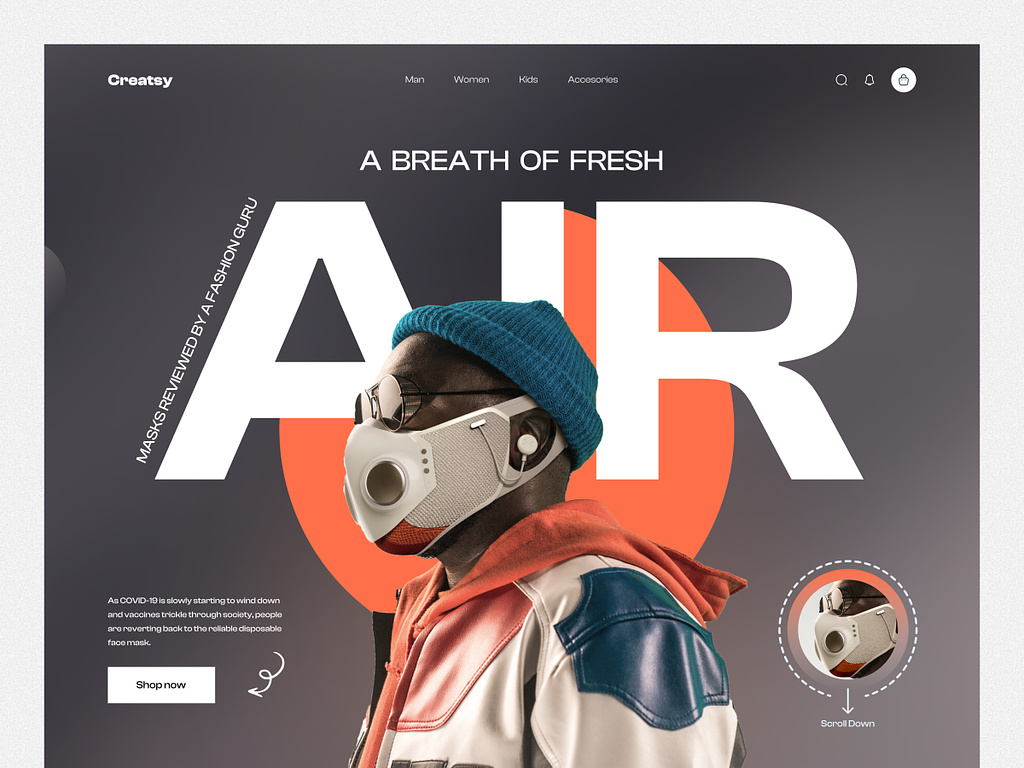 Creatsy
Man Women Kids Accesories
A BREATH OF FRESH
AIR
MASKS REVIEWED BY A FASHION GURU
As COVID-19 is slowly starting to wind down
and vaccines trickle through society, people
are reverting back to the reliable disposable
face mask.
Shop now
Scroll Down